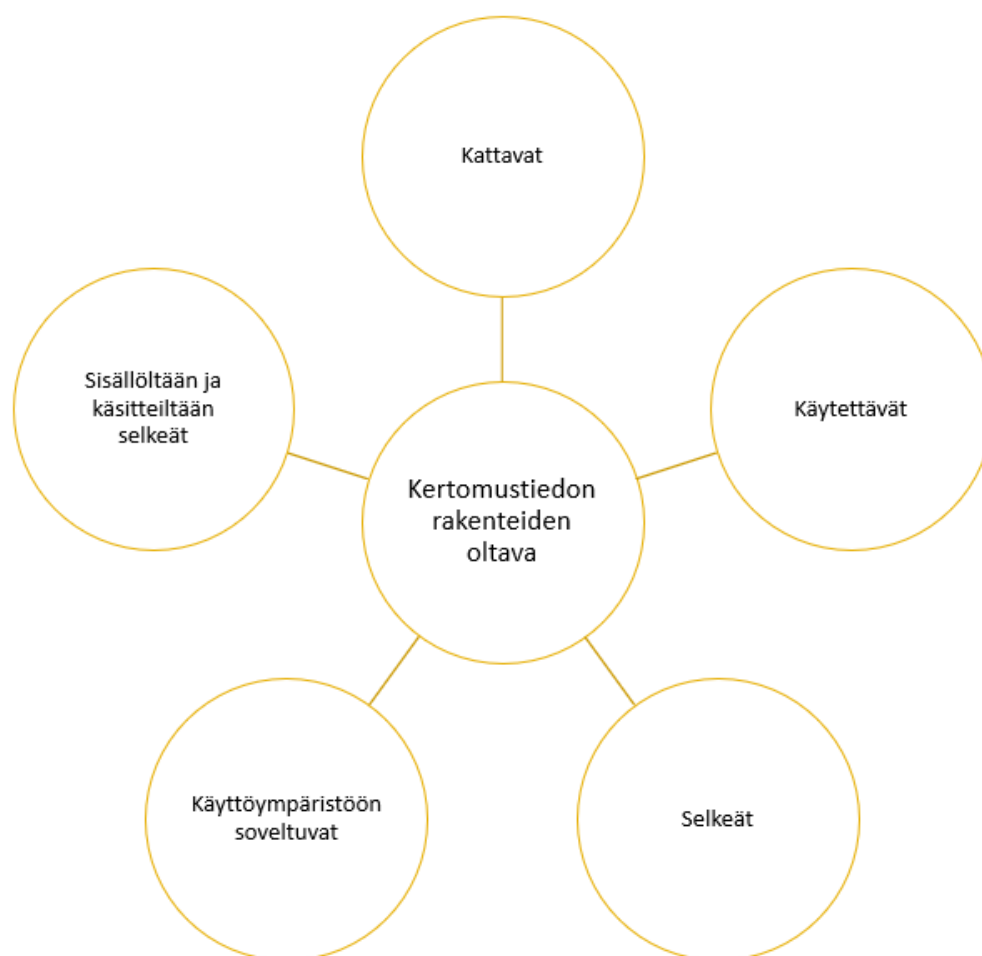 Kattavat
Sisällöltään ja
käsitteiltään
selkeät
Käytettävät
Kertomustiedon
rakenteiden
oltava
Käyttöympäristöön
soveltuvat
Selkeät